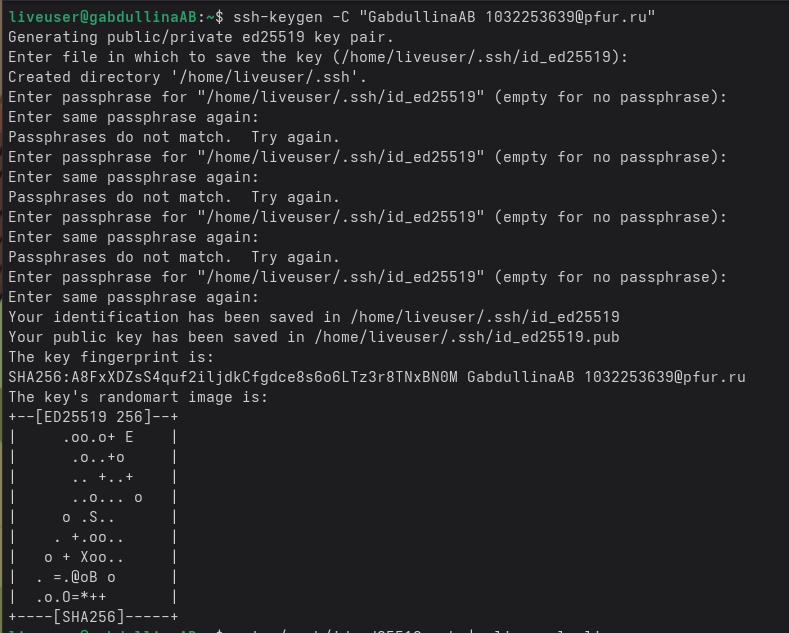 liveuser@gabdullinaAB:~$ ssh-keygen -C "GabdullinaAB 1032253639@pfur.ru"
Generating public/private ed25519 key pair.
Enter file in which to save the key (/home/liveuser/.ssh/id_ed25519):
Created directory '/home/liveuser/.ssh'.
Enter passphrase for "/home/liveuser/.ssh/id_ed25519" (empty for no passphrase):
Enter same passphrase again:
Passphrases do not match.  Try again.
Enter passphrase for "/home/liveuser/.ssh/id_ed25519" (empty for no passphrase):
Enter same passphrase again:
Passphrases do not match.  Try again.
Enter passphrase for "/home/liveuser/.ssh/id_ed25519" (empty for no passphrase):
Enter same passphrase again:
Passphrases do not match.  Try again.
Enter passphrase for "/home/liveuser/.ssh/id_ed25519" (empty for no passphrase):
Enter same passphrase again:
Your identification has been saved in /home/liveuser/.ssh/id_ed25519
Your public key has been saved in /home/liveuser/.ssh/id_ed25519.pub
The key fingerprint is:
SHA256:A8FxXDZsS4quf2iljdkCfgdce8s6o6LTz3r8TNxBN0M GabdullinaAB 1032253639@pfur.ru
The key's randomart image is:
+--[ED25519 256]--+
|     .oo.o+ E    |
|      .o..+o     |
|      .. +..+    |
|      ..o... o   |
|     o .S..      |
|    . +.oo..     |
|   o + Xoo..     |
|  . =.@oB o      |
|  .o.O=*++       |
+----[SHA256]-----+